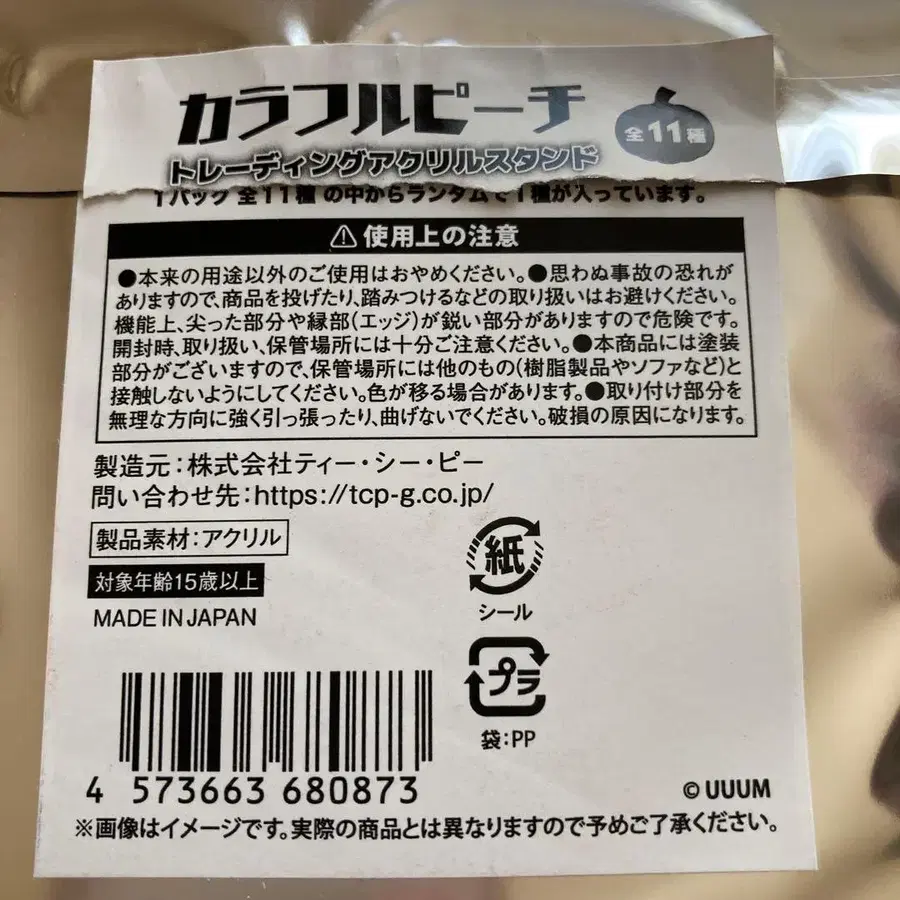 カラフルピーチ
全11種
トレーディングアクリルスタンド
1パック 全11種 の中からランダムで1種が入っています。
⚠使用上の注意
●本来の用途以外のご使用はおやめください。●思わぬ事故の恐れが
ありますので、商品を投げたり、踏みつけるなどの取り扱いはお避けください。
機能上、尖った部分や縁部(エッジ)が鋭い部分がありますので危険です。
開封時、取り扱い、保管場所には十分ご注意ください。●本商品には塗装
部分がございますので、保管場所には他のもの(樹脂製品やソファなど)と
接触しないようにしてください。色が移る場合があります。●取り付け部分を
無理な方向に強く引っ張ったり、曲げないでください。破損の原因になります。
製造元:株式会社ティー・シー・ピー
問い合わせ先:https://tcp-g.co.jp/
製品素材:アクリル
対象年齢15歳以上
MADE IN JAPAN
紙
シール
プラ
袋:PP
4 573663 680873
© UUUM
※画像はイメージです。実際の商品とは異なりますので予めご了承ください。